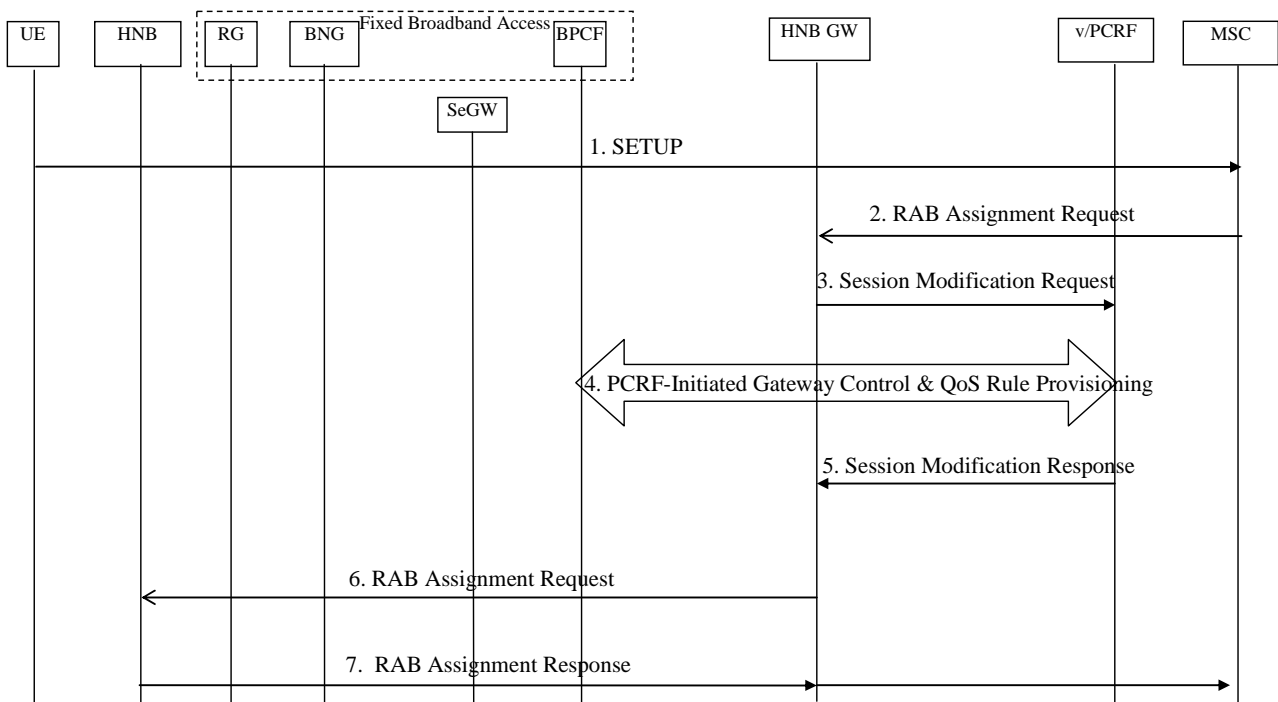 Fixed Broadband Access
UE
HNB
RG
BNG
BPCF
HNB GW
v/PCRF
MSC
SeGW
1. SETUP
2. RAB Assignment Request
3. Session Modification Request
4. PCRF-Initiated Gateway Control & QoS Rule Provisioning
5. Session Modification Response
6. RAB Assignment Request
7. RAB Assignment Response